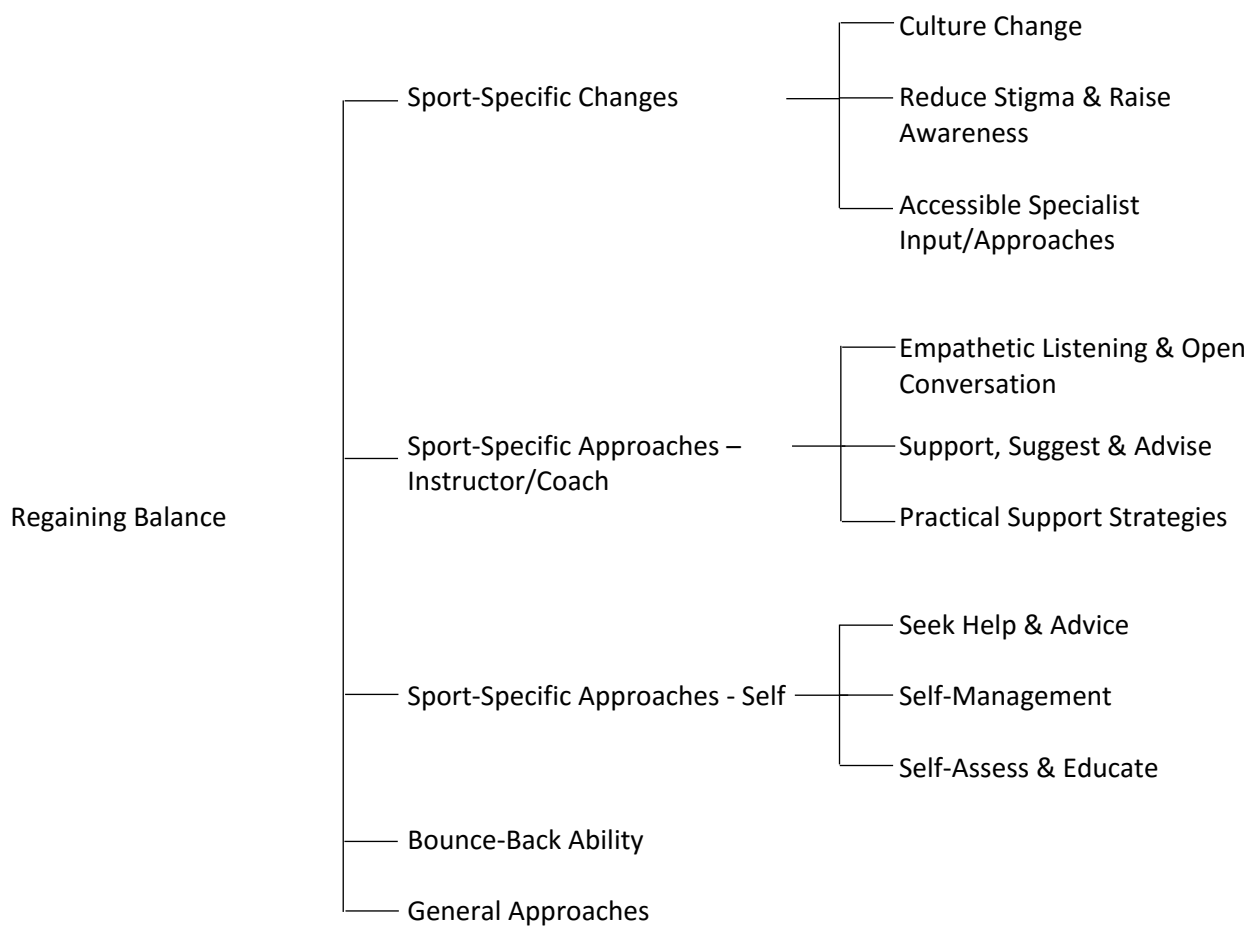 Regaining Balance
Sport-Specific Changes
Culture Change
Reduce Stigma & Raise
Awareness
Accessible Specialist
Input/Approaches
Sport-Specific Approaches –
Instructor/Coach
Empathetic Listening & Open
Conversation
Support, Suggest & Advise
Practical Support Strategies
Sport-Specific Approaches - Self
Seek Help & Advice
Self-Management
Self-Assess & Educate
Bounce-Back Ability
General Approaches